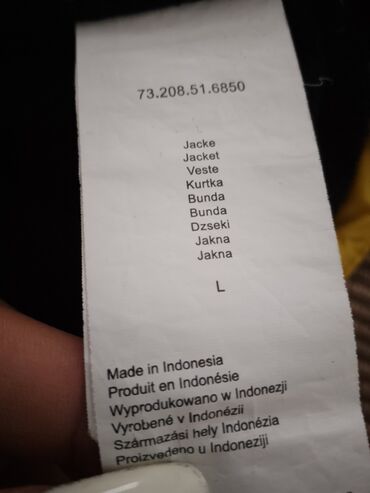 73.208.51.6850
Jacke
Jacket
Veste
Kurtka
Bunda
Bunda
Dzseki
Jakna
Jakna
L
Made in Indonesia
Produit en Indonésie
Wyprodukowano w Indonezji
Vyrobené v Indonézii
Származási hely Indonézia
Proizvedeno u Indoneziji